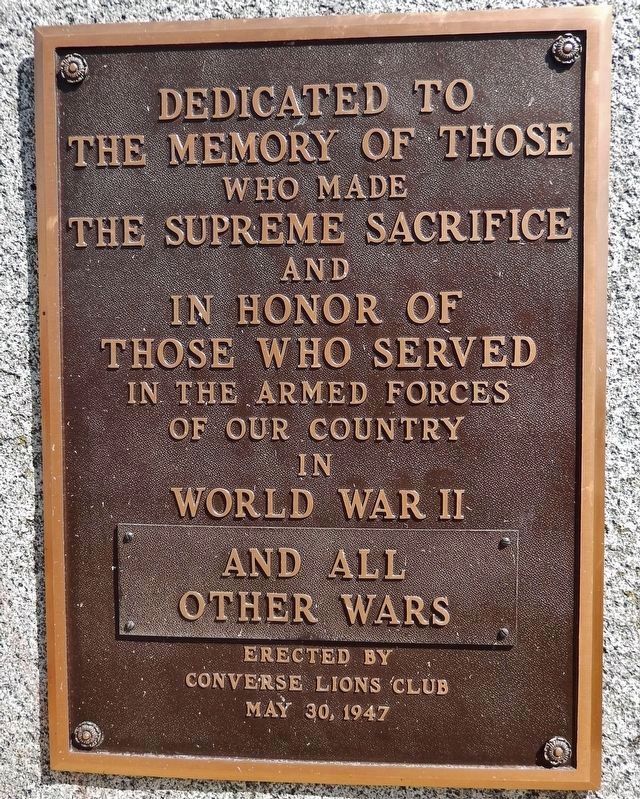 DEDICATED TO
THE MEMORY OF THOSE
WHO MADE
THE SUPREME SACRIFICE
AND
IN HONOR OF
THOSE WHO SERVED
IN THE ARMED FORCES
OF OUR COUNTRY
IN
WORLD WAR II
AND ALL
OTHER WARS
ERECTED BY
CONVERSE LIONS CLUB
MAY 30, 1947